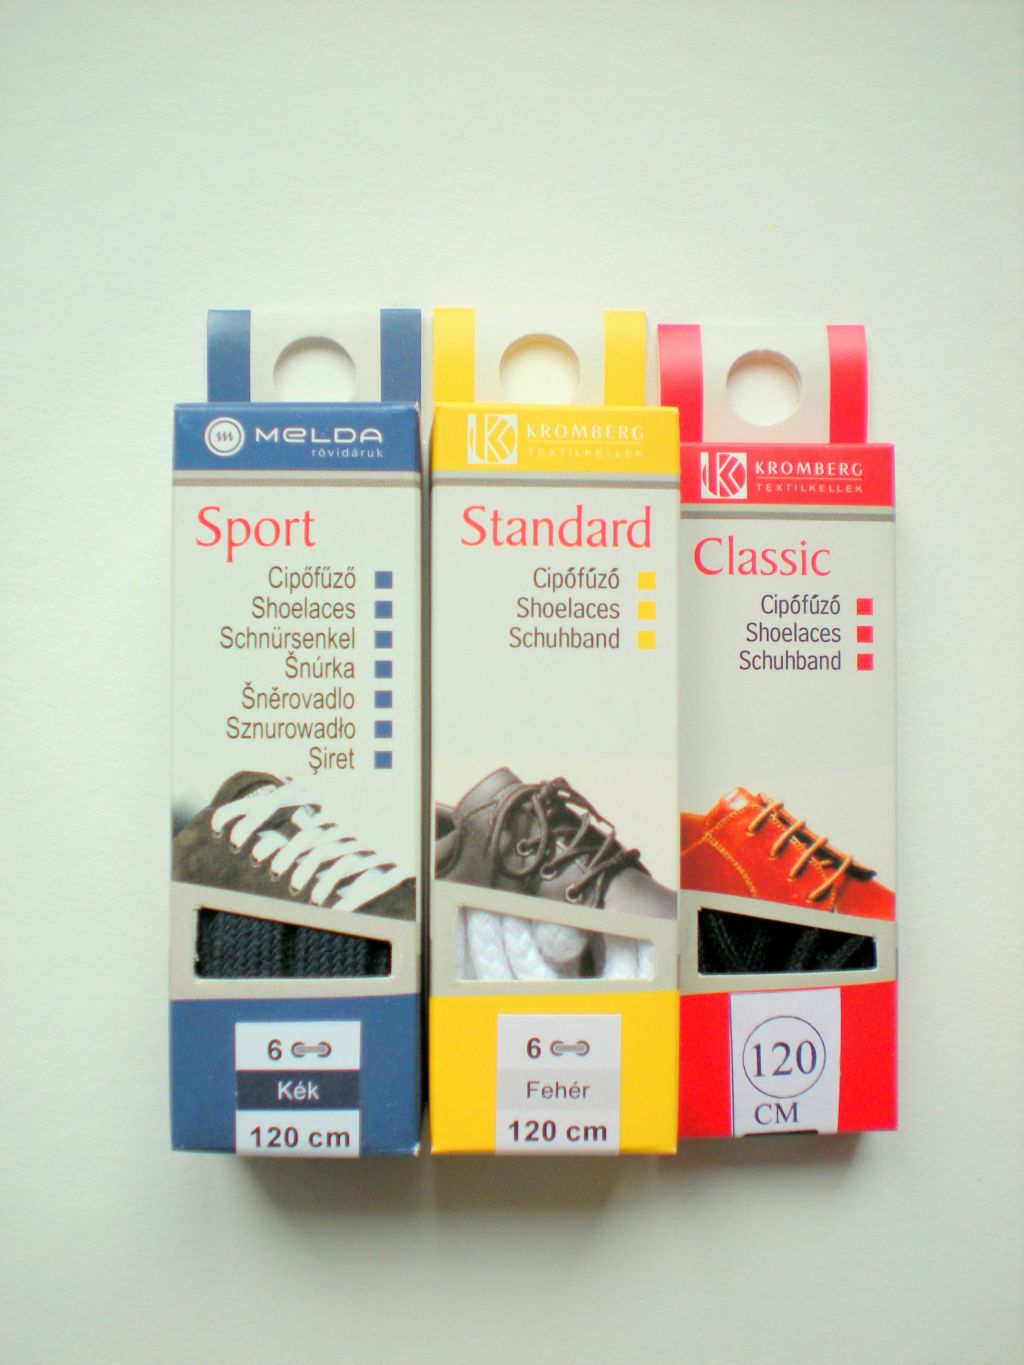 MELDA
rövidáruk
Sport
Cipőfűző
Shoelaces
Schnürsenkel
Šnúrka
Šněrovadlo
Sznurowadło
Şiret
6
Kék
120 cm
KROMBERG
TEXTILKELLÉK
Standard
Cipőfűző
Shoelaces
Schuhband
6
Fehér
120 cm
KROMBERG
TEXTILKELLÉK
Classic
Cipőfűző
Shoelaces
Schuhband
120
CM